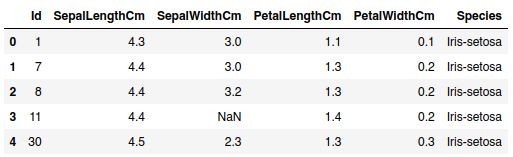 Id SepalLengthCm SepalWidthCm PetalLengthCm PetalWidthCm Species
0 1 4.3 3.0 1.1 0.1 Iris-setosa
1 7 4.4 3.0 1.3 0.2 Iris-setosa
2 8 4.4 3.2 1.3 0.2 Iris-setosa
3 11 4.4 NaN 1.4 0.2 Iris-setosa
4 30 4.5 2.3 1.3 0.3 Iris-setosa